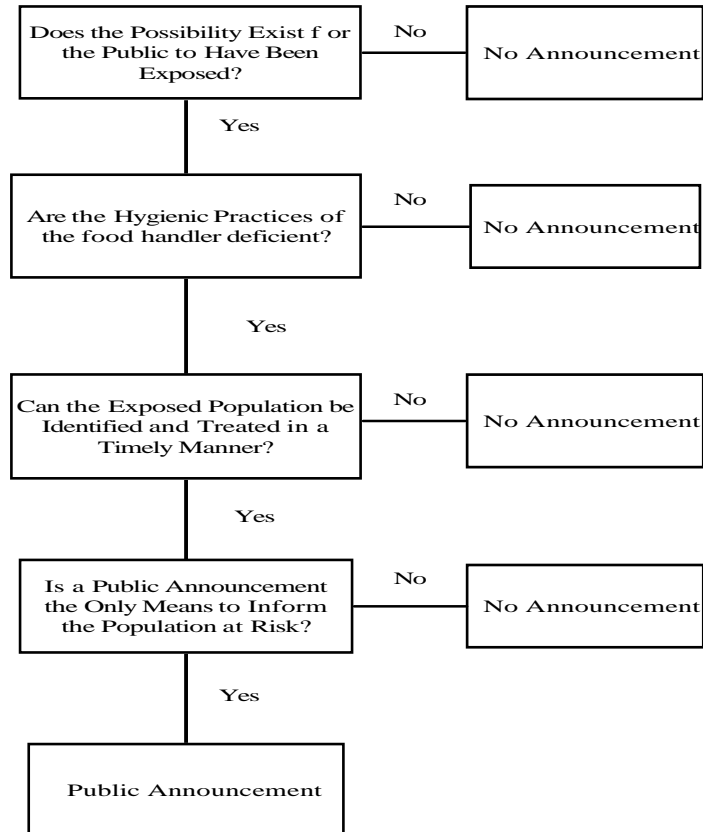 Does the Possibility Exist f or
the Public to Have Been
Exposed?
No
No Announcement
Yes
Are the Hygienic Practices of
the food handler deficient?
No
No Announcement
Yes
Can the Exposed Population be
Identified and Treated in a
Timely Manner?
No
No Announcement
Yes
Is a Public Announcement
the Only Means to Inform
the Population at Risk?
No
No Announcement
Yes
Public Announcement